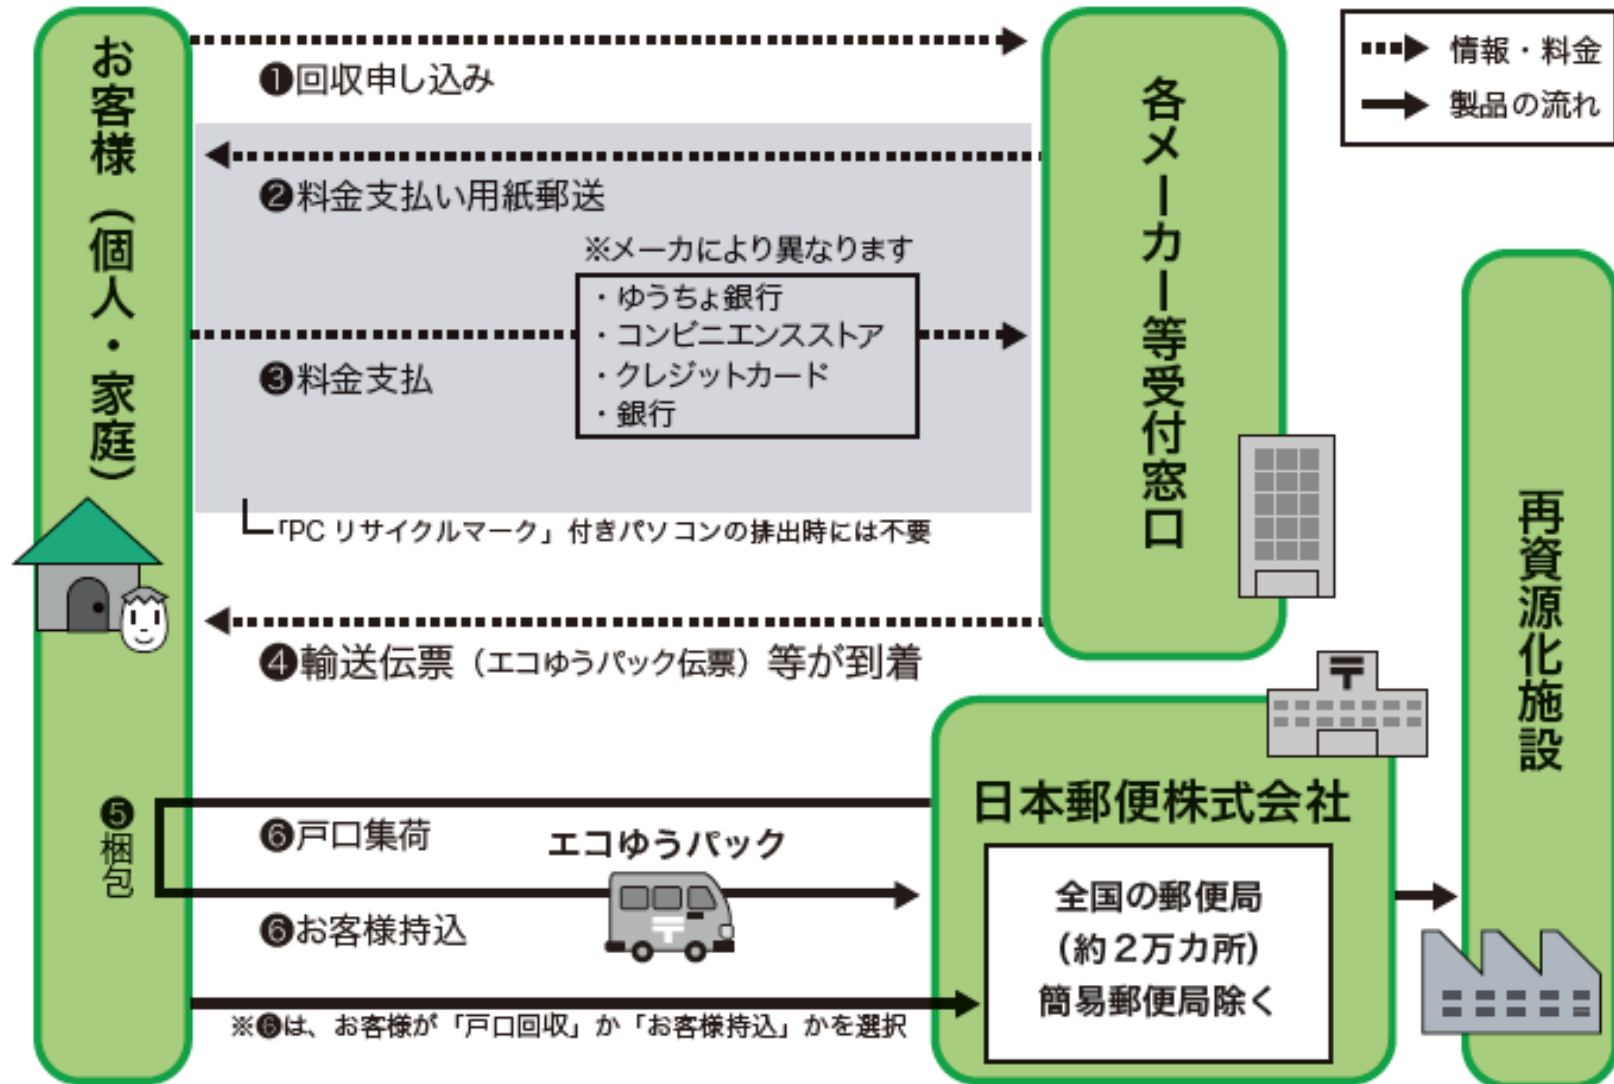 お客様（個人・家庭）
❶回収申し込み
❷料金支払い用紙郵送
※メーカにより異なります
・ゆうちょ銀行
・コンビニエンスストア
・クレジットカード
・銀行
❸料金支払
「PC リサイクルマーク」付きパソコンの排出時には不要
❹輸送伝票（エコゆうパック伝票）等が到着
各メーカー等受付窓口
情報・料金
製品の流れ
❺梱包
❻戸口集荷
エコゆうパック
❻お客様持込
※❻は、お客様が「戸口回収」か「お客様持込」かを選択
〒
日本郵便株式会社
全国の郵便局
（約２万カ所）
簡易郵便局除く
〒
再資源化施設